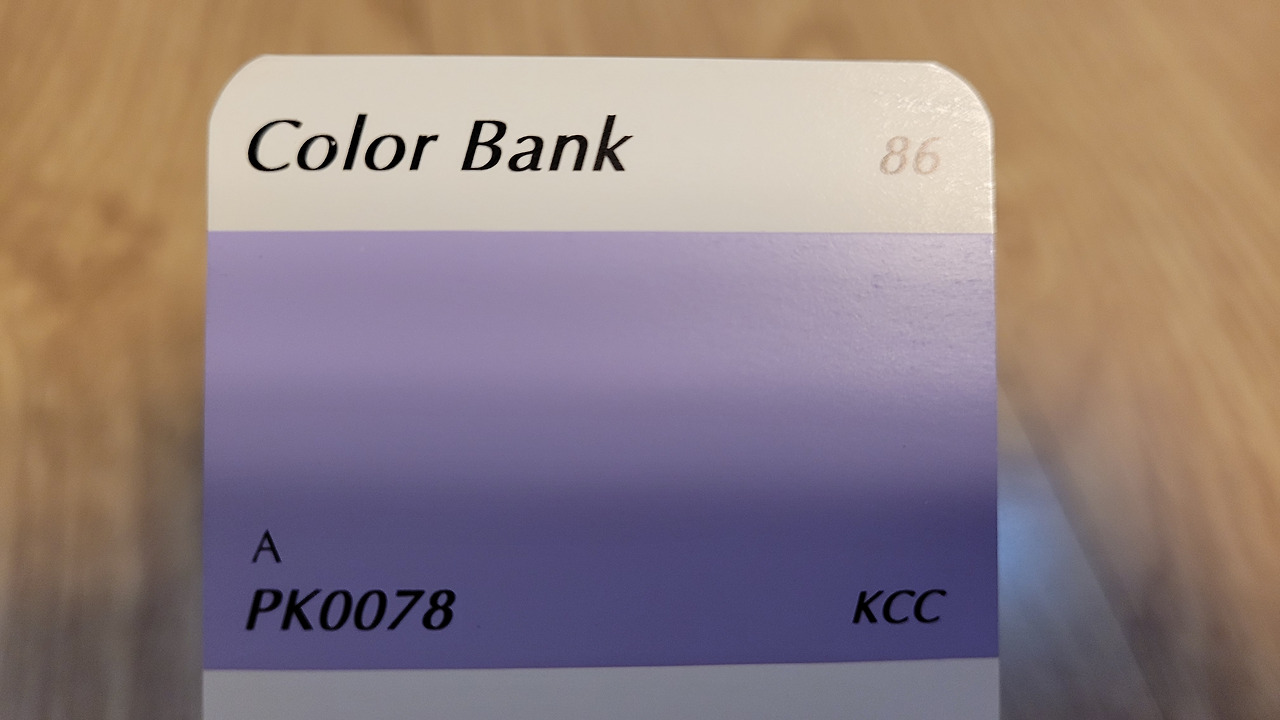 Color Bank 86
A
PK0078 KCC